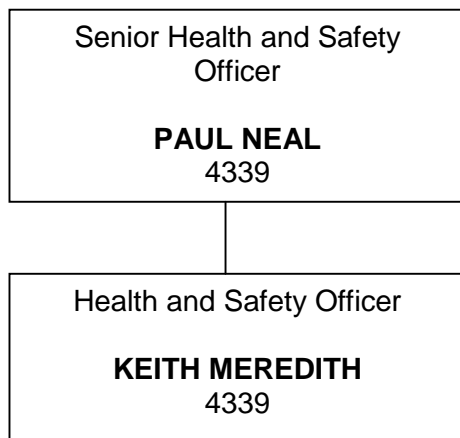 Senior Health and Safety
Officer
PAUL NEAL
4339
Health and Safety Officer
KEITH MEREDITH
4339